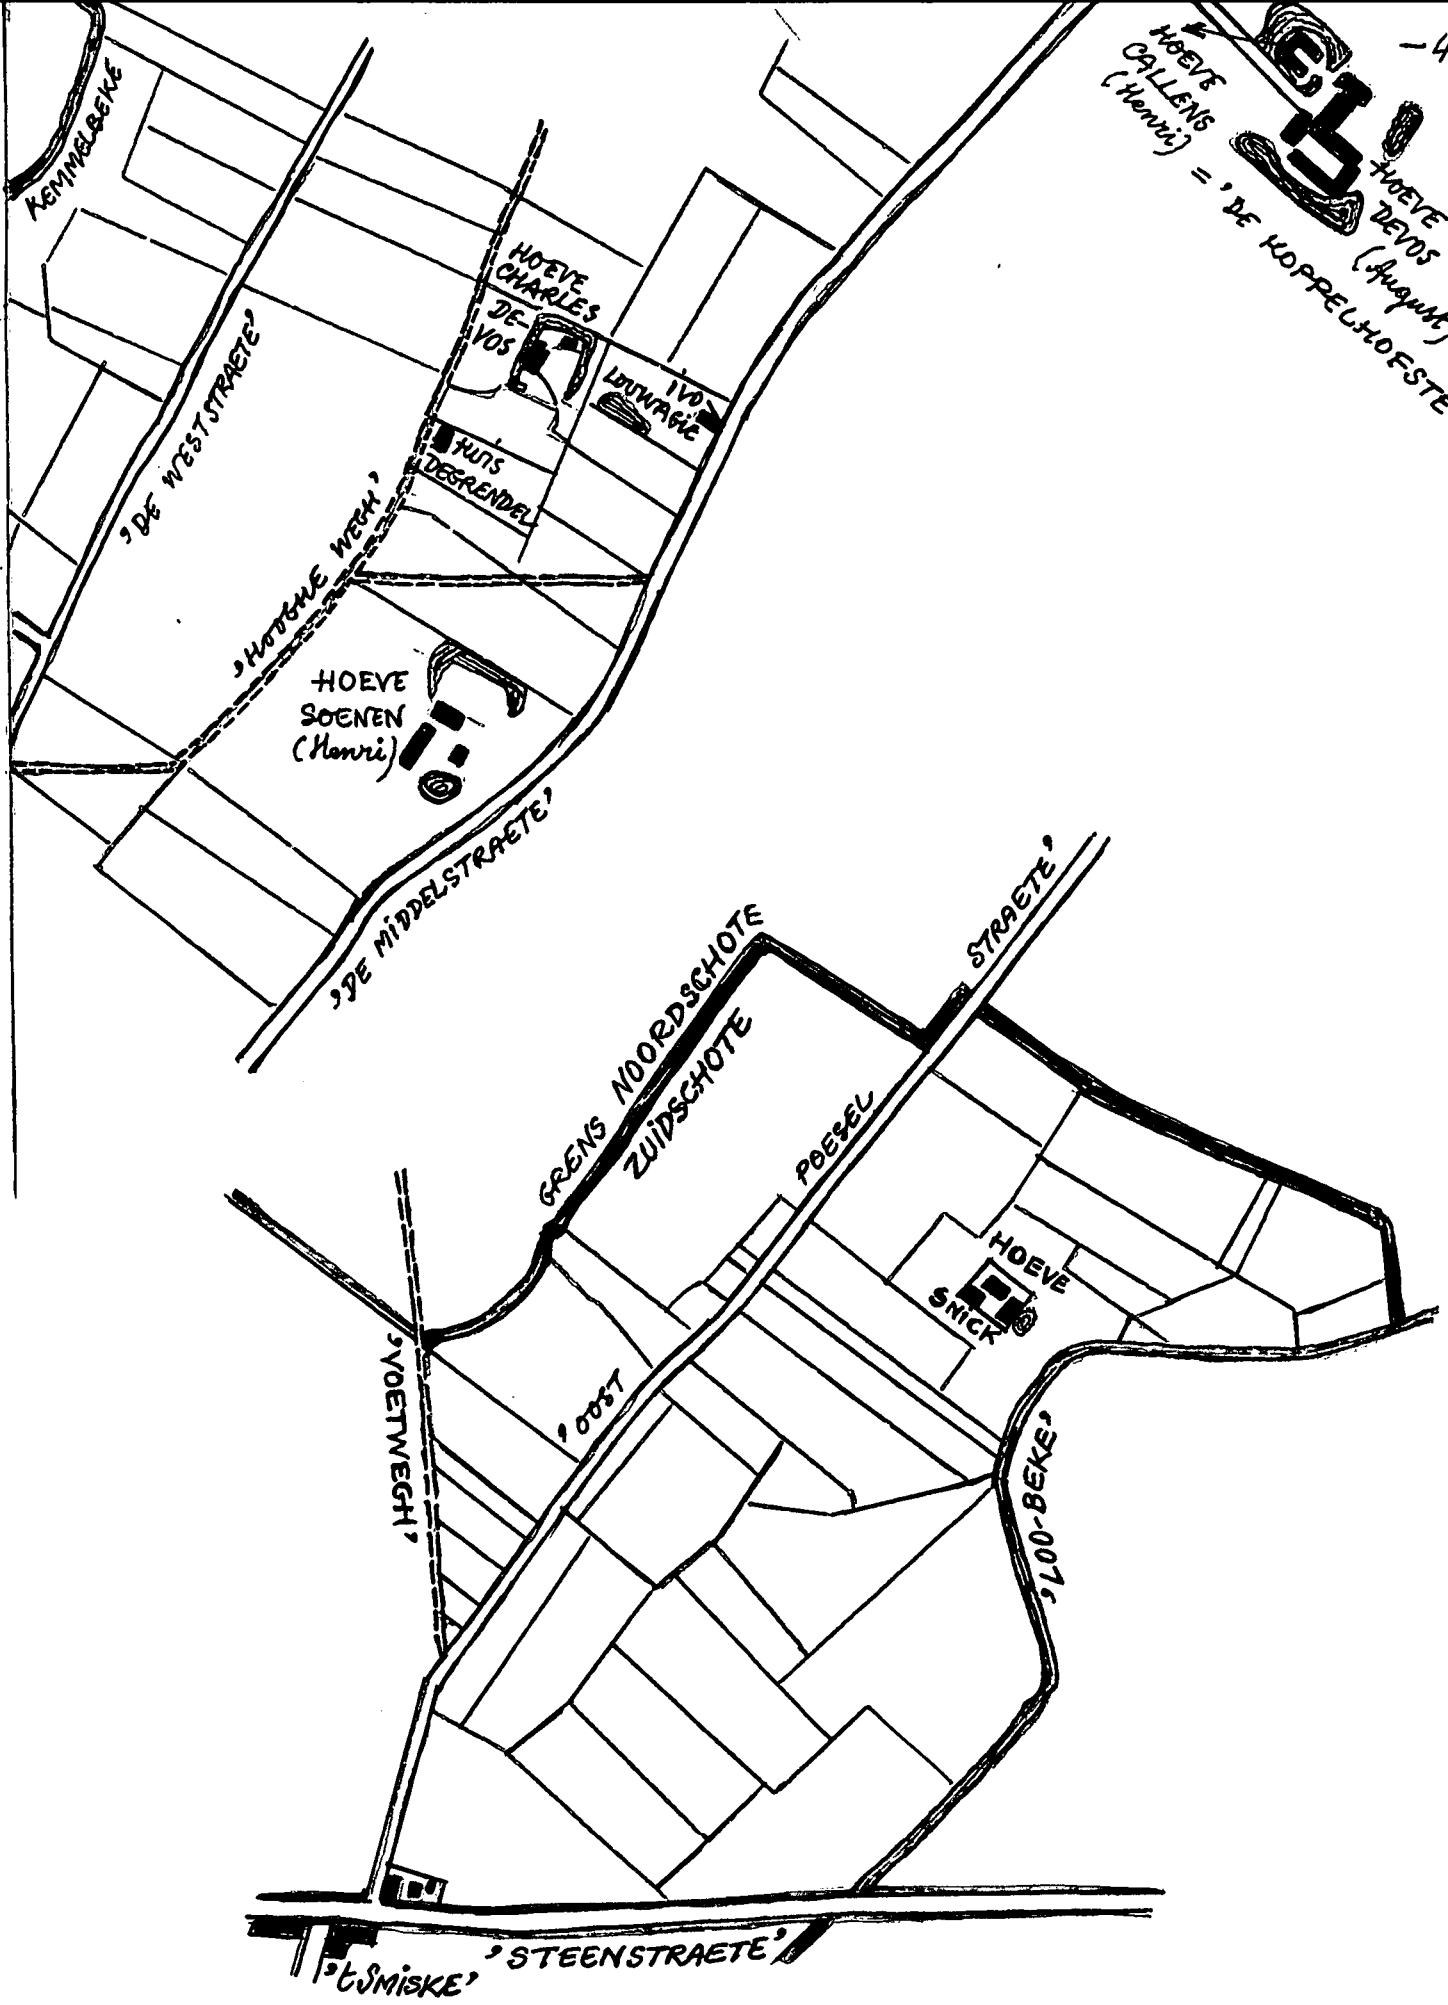 HOEVE
CALLENS
(Henri)
= 'DE KOPPELHOFSTE
HOEVE
DEVOS
(August)
KEMMELBEKE
HOEVE
CHARLES
DE-
VOS
IVO
LOUWAGIE
'DE WESTSTRAETE'
HUIS
DEGRENDEL
'HOOGHE WEGH'
HOEVE
SOENEN
(Henri)
'DE MIDDELSTRAETE'
GRENS NOORDSCHOTE
ZUIDSCHOTE
'OOST POESEL STRAETE'
HOEVE
SNICK
'VOETWEGH'
'LOO-BEKE'
'STEENSTRAETE'
'tSMiSKE'